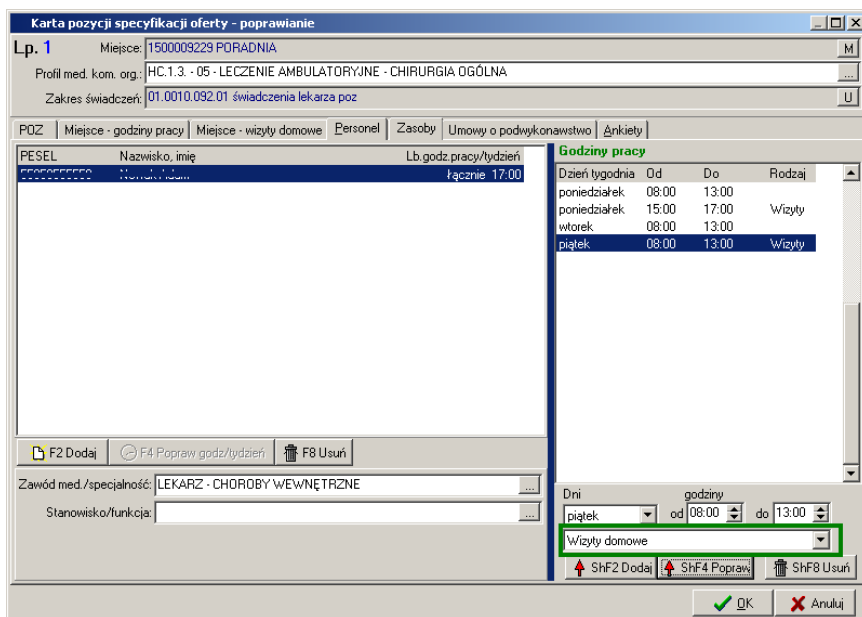 Karta pozycji specyfikacji oferty - poprawianie
Lp. 1 Miejsce: 1500009229 PORADNIA M
Profil med. kom. org.: HC.1.3. - 05 - LECZENIE AMBULATORYJNE - CHIRURGIA OGÓLNA ...
Zakres świadczeń: 01.0010.092.01 świadczenia lekarza poz U
POZ Miejsce - godziny pracy Miejsce - wizyty domowe Personel Zasoby Umowy o podwykonawstwo Ankiety
PESEL Nazwisko, imię Lb.godz.pracy/tydzień
łącznie 17:00
F2 Dodaj F4 Popraw godz/tydzień F8 Usuń
Zawód med./specjalność: LEKARZ - CHOROBY WEWNĘTRZNE ...
Stanowisko/funkcja: ...
Godziny pracy
Dzień tygodnia Od Do Rodzaj
poniedziałek 08:00 13:00
poniedziałek 15:00 17:00 Wizyty
wtorek 08:00 13:00
piątek 08:00 13:00 Wizyty
Dni godziny
piątek od 08:00 do 13:00
Wizyty domowe
ShF2 Dodaj ShF4 Popraw ShF8 Usuń
OK Anuluj